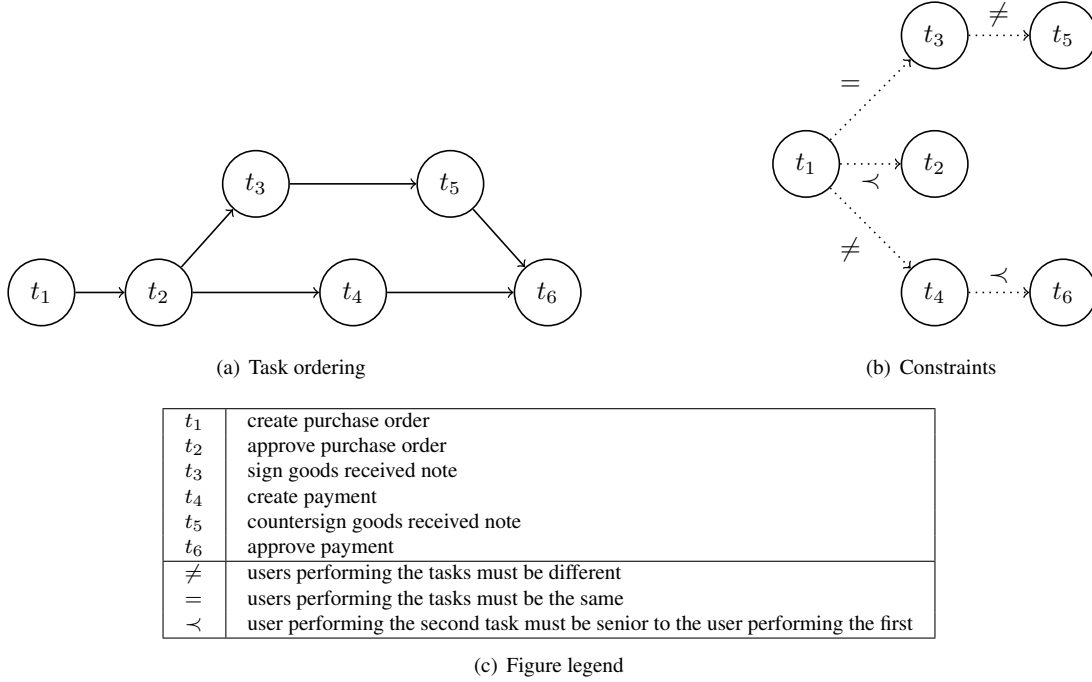 t3 ≠ t5
=
t1 ≺ t2
≠
t4 ≺ t6
t3 t5
t1 t2 t4 t6
(a) Task ordering
(b) Constraints
t1 create purchase order
t2 approve purchase order
t3 sign goods received note
t4 create payment
t5 countersign goods received note
t6 approve payment
≠ users performing the tasks must be different
= users performing the tasks must be the same
≺ user performing the second task must be senior to the user performing the first
(c) Figure legend